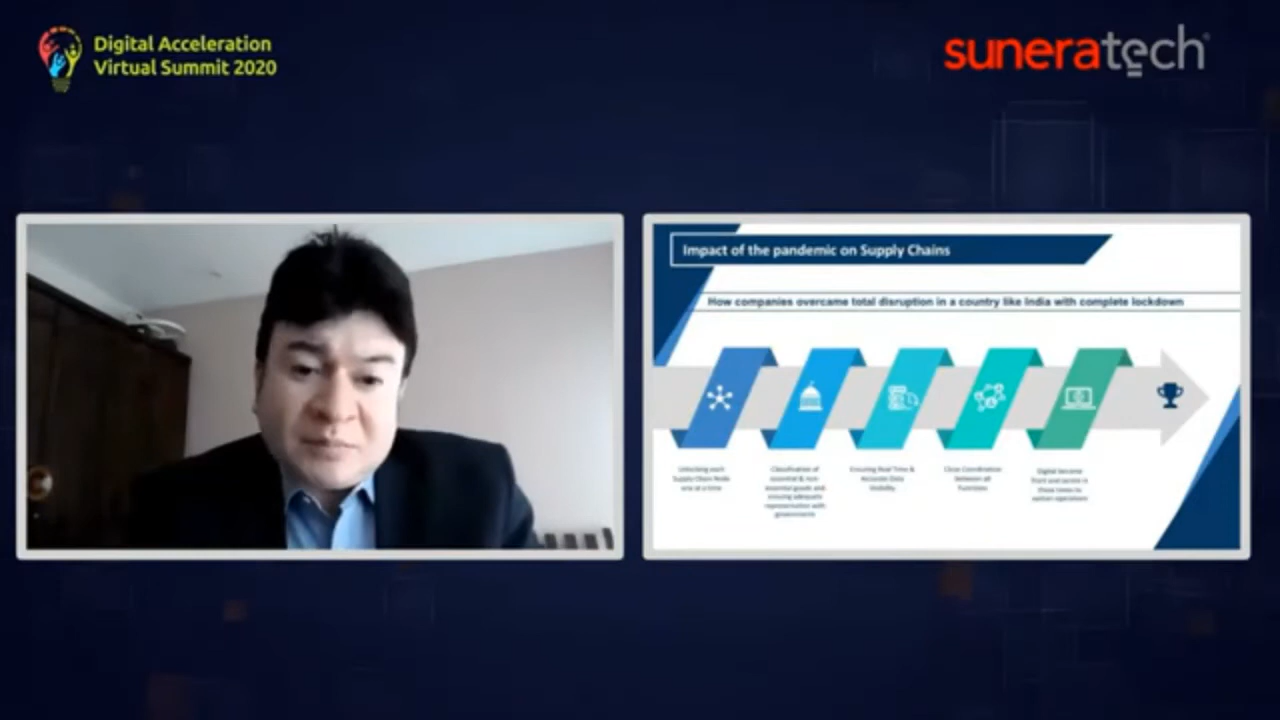 Digital Acceleration
Virtual Summit 2020
suneratech
Impact of the pandemic on Supply Chains
How companies overcame total disruption in a country like India with complete lockdown
Unlocking each
Supply Chain Node
one at a time
Classification of
essential & non
essential goods and
ensuring adequate
representation with
governments
Ensuring Real Time &
Accurate Data
Visibility
Close Coordination
between all
Functions
Digital became
front and centre in
these times to
sustain operations